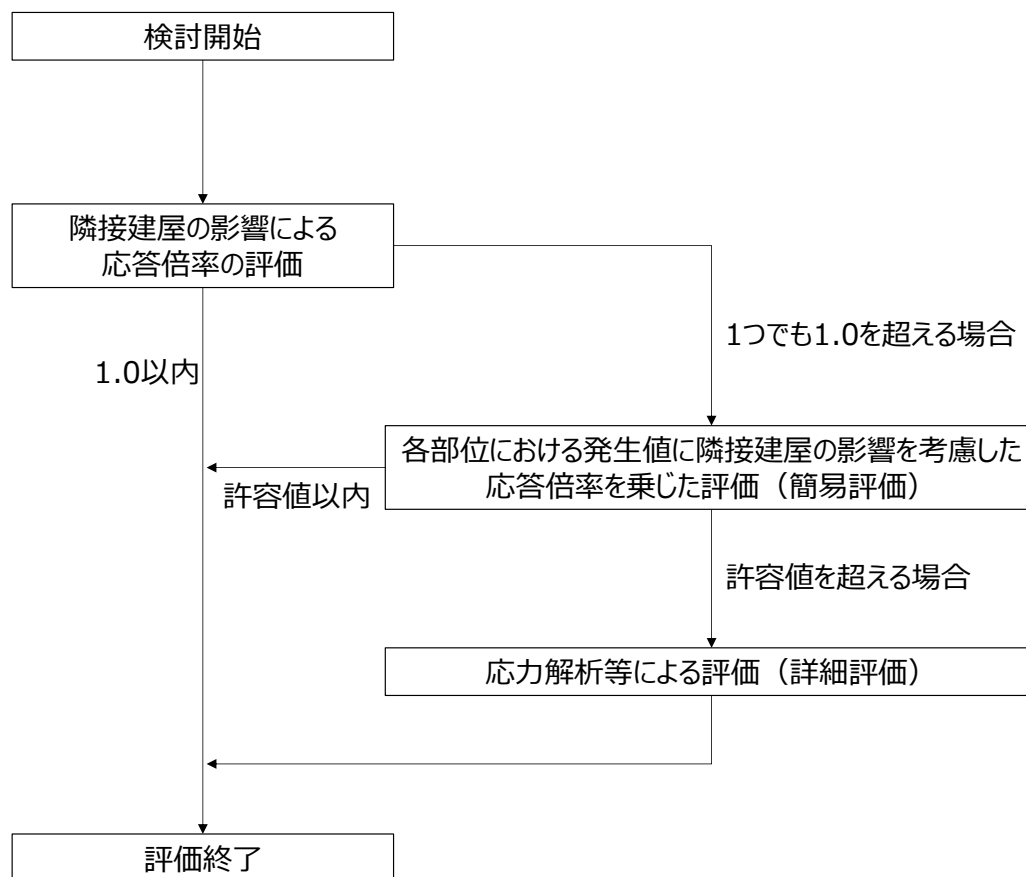 検討開始
隣接建屋の影響による
応答倍率の評価
1つでも1.0を超える場合
1.0以内
各部位における発生値に隣接建屋の影響を考慮した
応答倍率を乗じた評価（簡易評価）
許容値以内
許容値を超える場合
応力解析等による評価（詳細評価）
評価終了